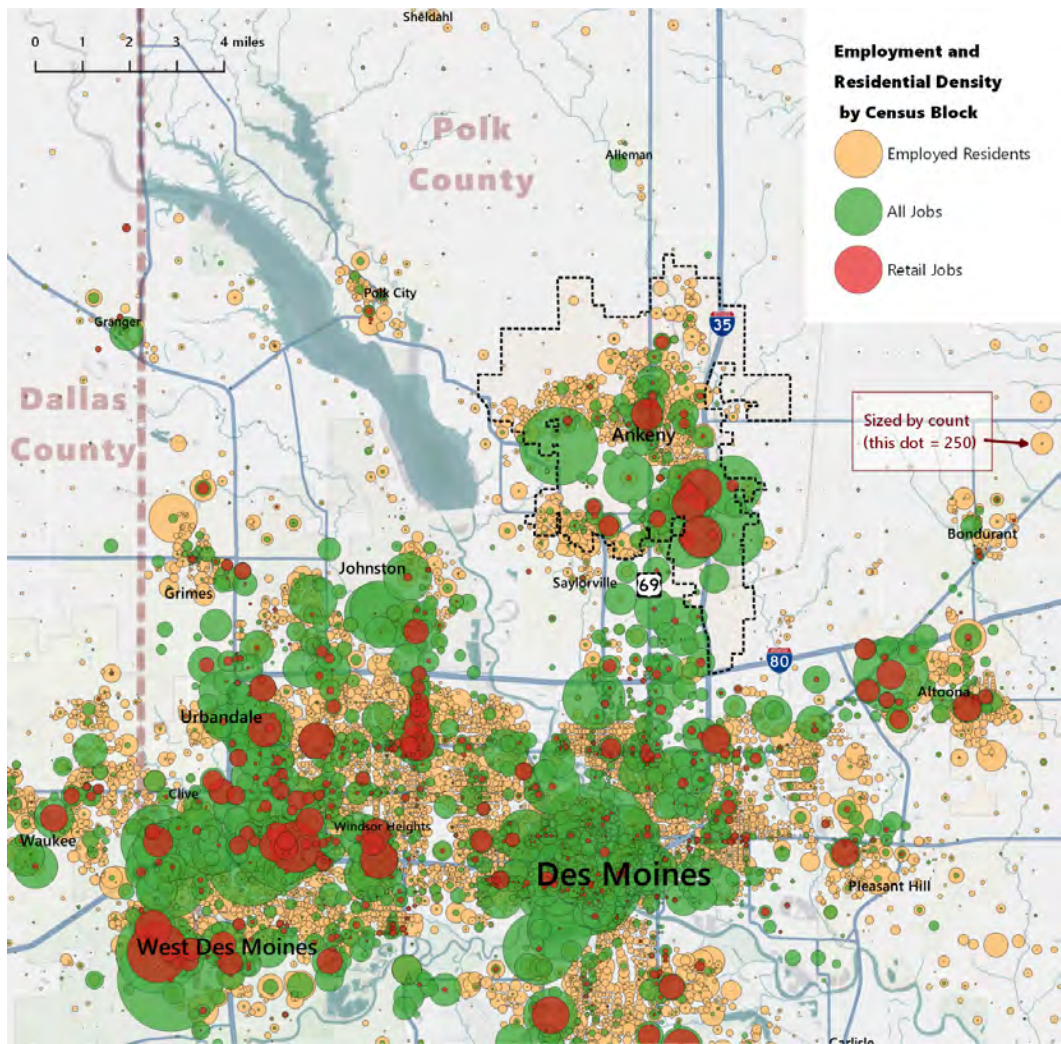 Sheldahl
0 1 2 3 4 miles
Employment and
Residential Density
by Census Block
Employed Residents
All Jobs
Retail Jobs
Polk
County
Alleman
Polk City
Granger
35
Dallas
County
Ankeny
Sized by count
(this dot = 250)
Bondurant
Johnston
Grimes
Saylorville
69
80
Altoona
Urbandale
Clive
Waukee
Windsor Heights
Des Moines
Pleasant Hill
West Des Moines
Carlisle